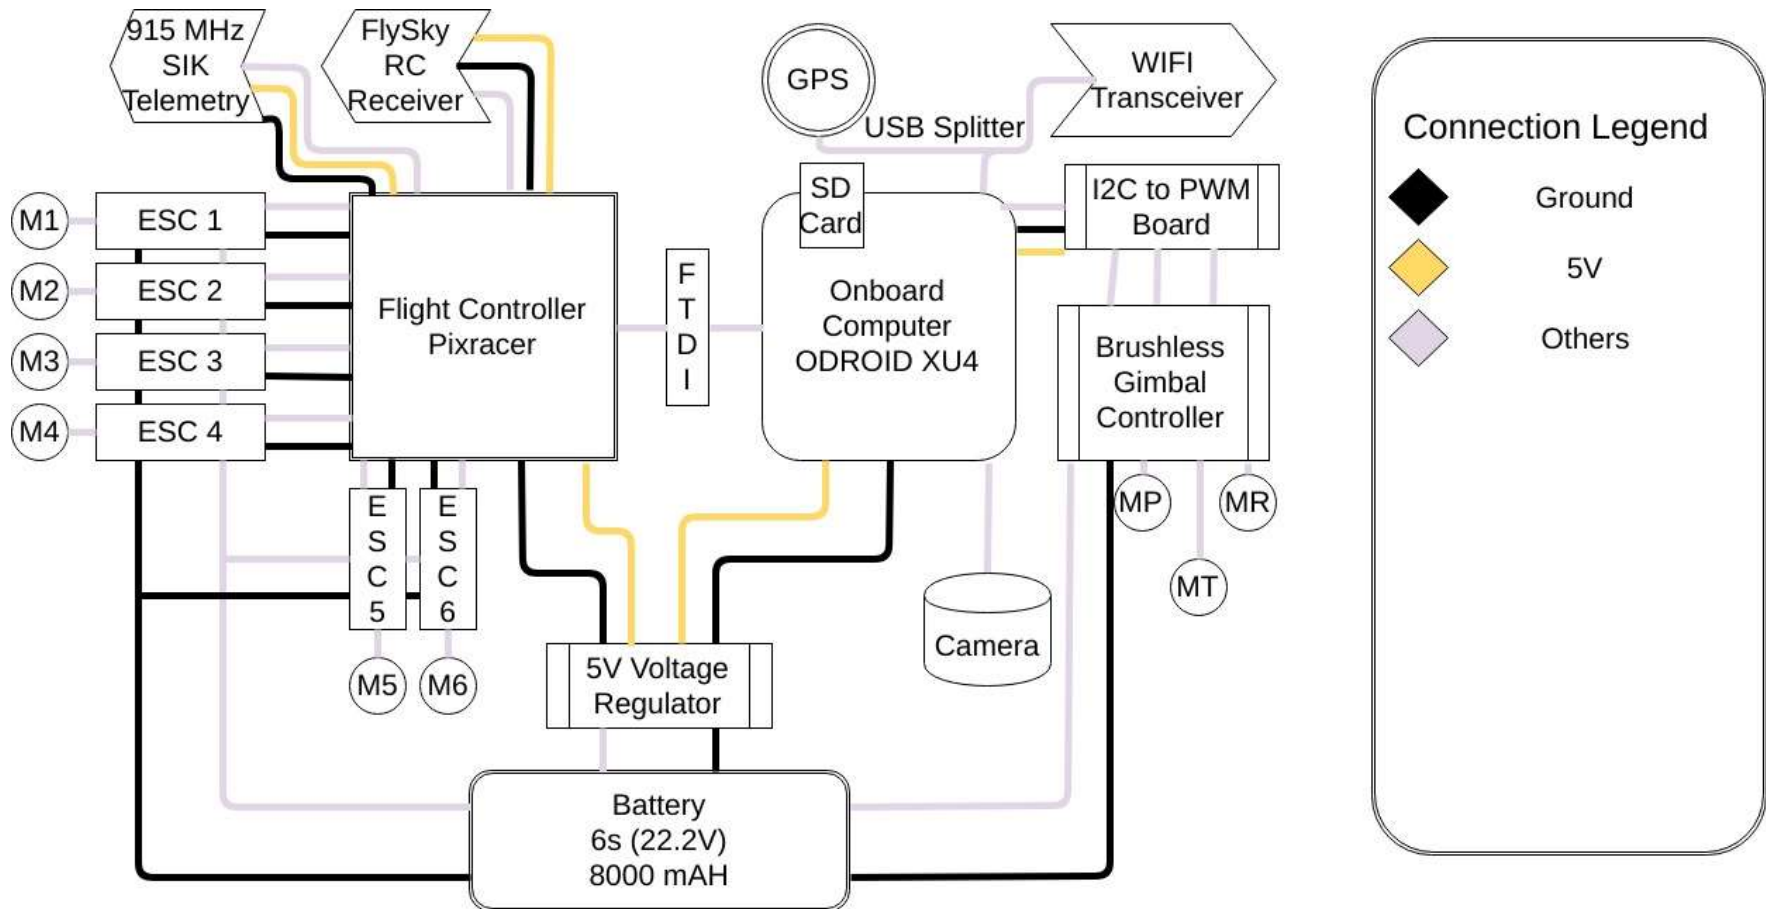 915 MHz
SIK
Telemetry
FlySky
RC
Receiver
GPS
USB Splitter
WIFI
Transceiver
Connection Legend
Ground
5V
Others
M1
ESC 1
M2
ESC 2
M3
ESC 3
M4
ESC 4
Flight Controller
Pixracer
F
T
D
I
SD
Card
Onboard
Computer
ODROID XU4
I2C to PWM
Board
Brushless
Gimbal
Controller
MP
MR
MT
E
S
C
5
E
S
C
6
M5
M6
5V Voltage
Regulator
Camera
Battery
6s (22.2V)
8000 mAH